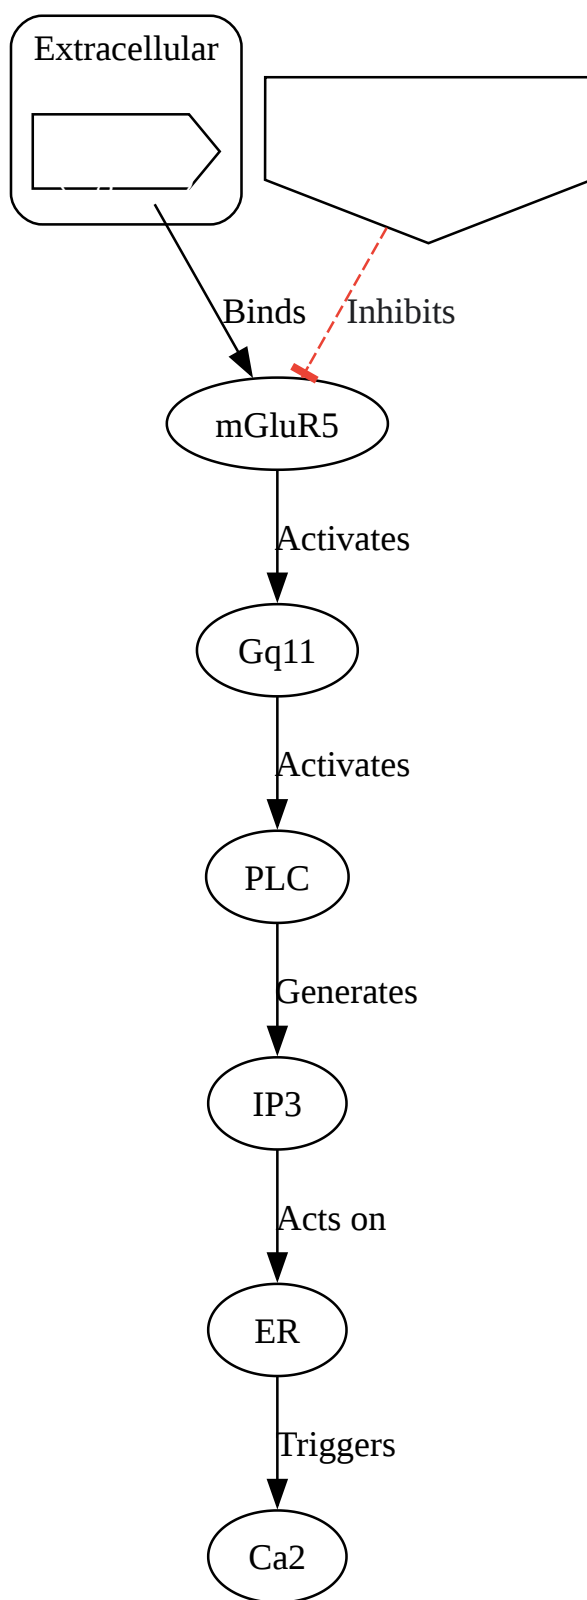 Extracellular
Binds
Inhibits
mGluR5
Activates
Gq11
Activates
PLC
Generates
IP3
Acts on
ER
Triggers
Ca2